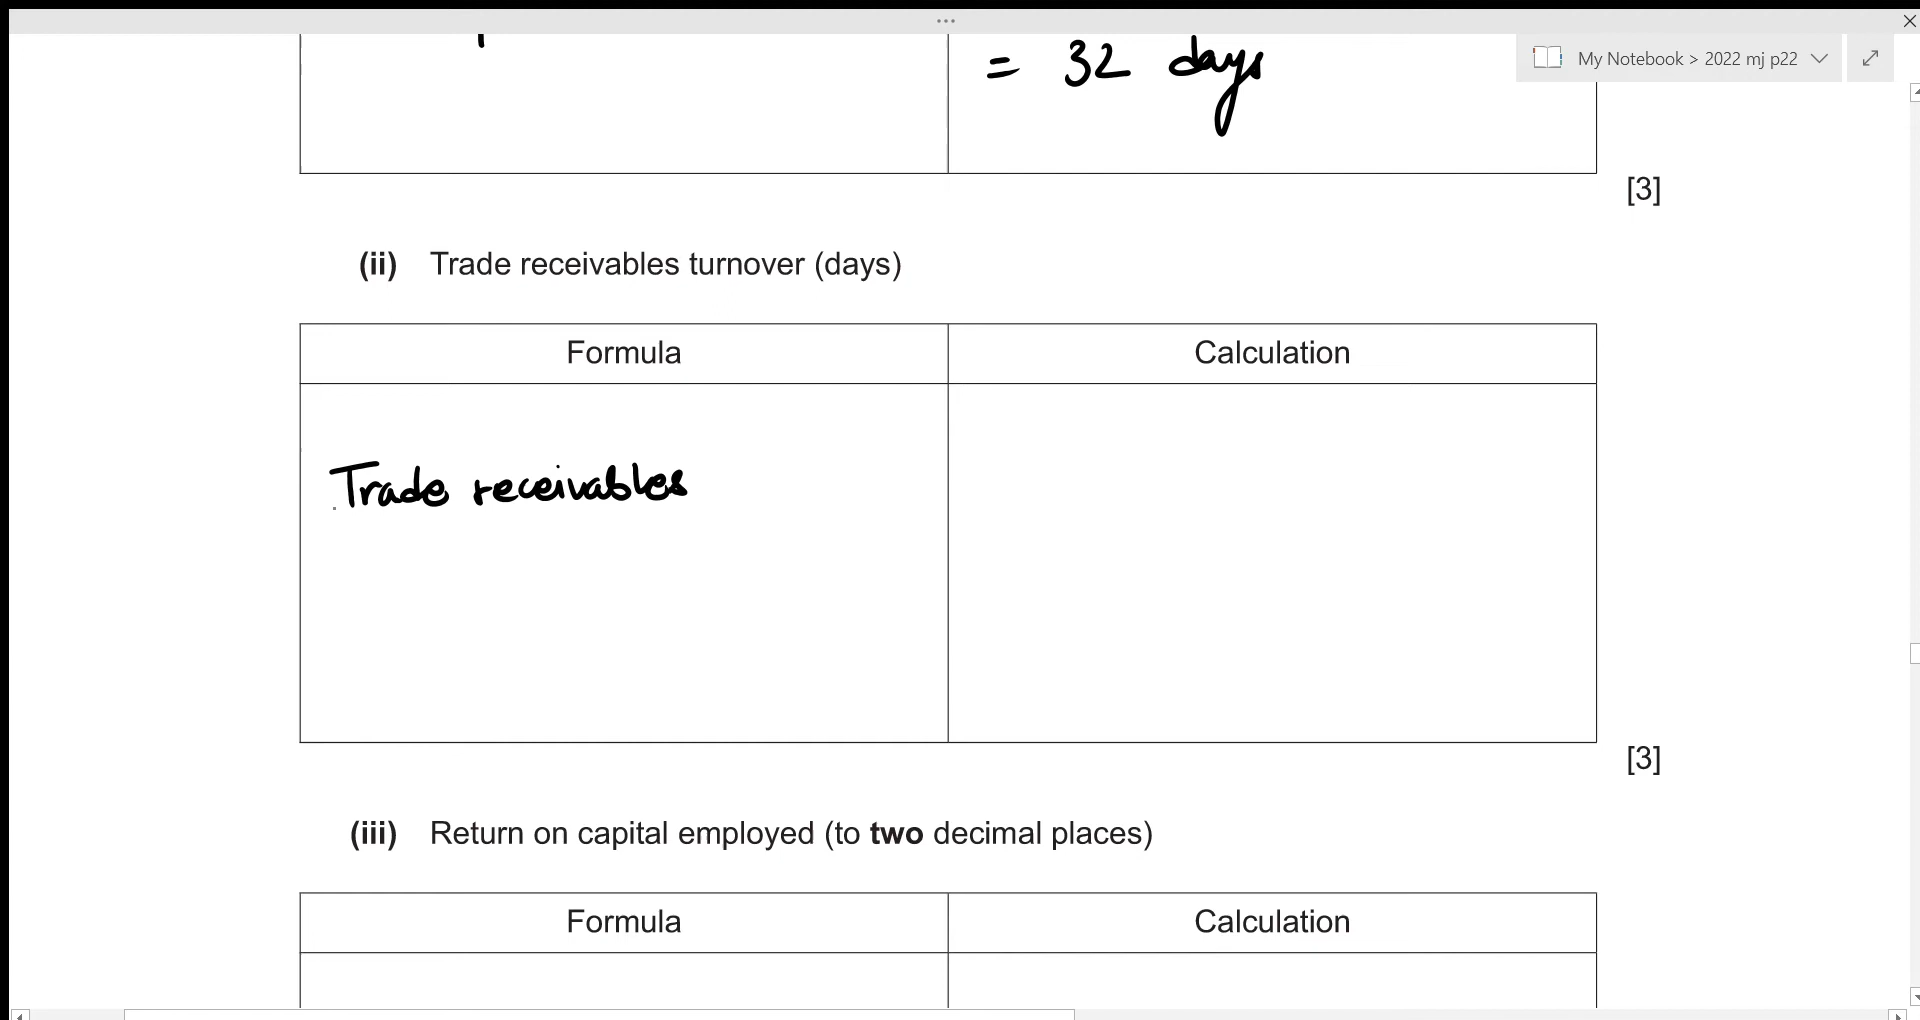 = 32 days
My Notebook > 2022 mj p22
[3]
(ii) Trade receivables turnover (days)
Formula Calculation
Trade receivables
[3]
(iii) Return on capital employed (to two decimal places)
Formula Calculation